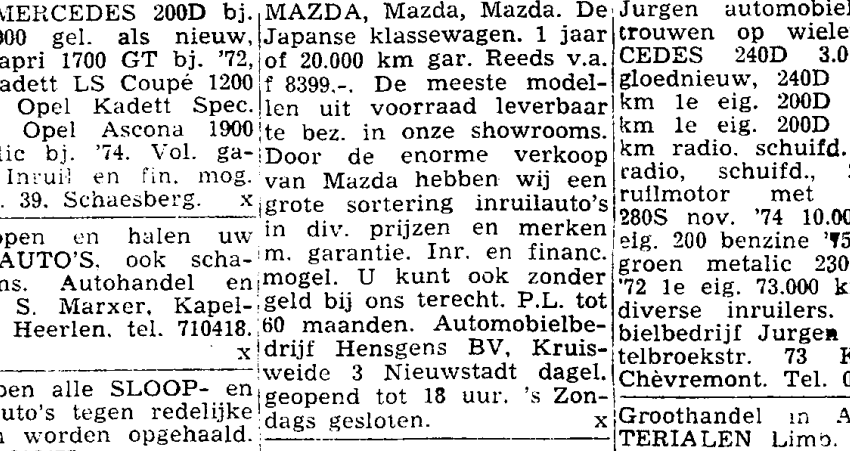 MERCEDES 200D bj.
gel. als nieuw,
apri 1700 GT bj. '72,
adett LS Coupé 1200
Opel Kadett Spec.
Opel Ascona 1900
lic bj. '74. Vol. ga-
Inruil en fin. mog.
39. Schaesberg. x
open en halen uw
AUTO'S, ook scha-
ns. Autohandel en
S. Marxer, Kapel-
Heerlen, tel. 710418.
x
pen alle SLOOP- en
uto's tegen redelijke
n worden opgehaald.
MAZDA, Mazda, Mazda. De
Japanse klassewagen. 1 jaar
of 20.000 km gar. Reeds v.a.
f 8399,-. De meeste model-
len uit voorraad leverbaar
te bez. in onze showrooms.
Door de enorme verkoop
van Mazda hebben wij een
grote sortering inruilauto's
in div. prijzen en merken
m. garantie. Inr. en financ.
mogel. U kunt ook zonder
geld bij ons terecht. P.L. tot
60 maanden. Automobielbe-
drijf Hensgens BV, Kruis-
weide 3 Nieuwstadt dagel.
geopend tot 18 uur. 's Zon-
dags gesloten. x
Jurgen automobiel
trouwen op wiele
CEDES 240D 3.0
gloednieuw, 240D
km 1e eig. 200D
km 1e eig. 200D
km radio. schuifd.
radio, schuifd.,
ruilmotor met
280S nov. '74 10.00
eig. 200 benzine '75
groen metalic 230
'72 1e eig. 73.000 k
diverse inruilers.
bielbedrijf Jurgen
telbroekstr. 73 K
Chèvremont. Tel. 0
Groothandel in A
TERIALEN Limb.